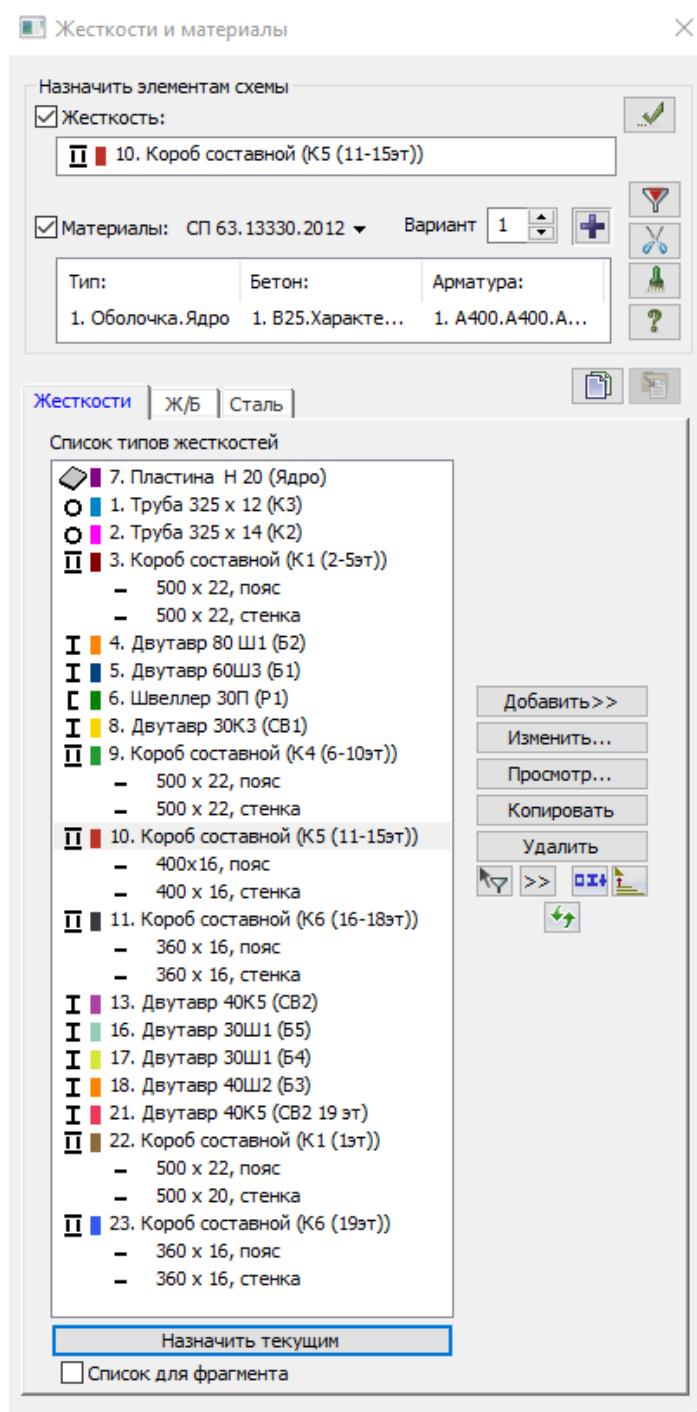 Жесткости и материалы
Назначить элементам схемы
Жесткость:
10. Короб составной (К5 (11-15эт))
Материалы: СП 63.13330.2012 Вариант 1
Тип: Бетон: Арматура:
1. Оболочка.Ядро 1. B25.Характе... 1. A400.A400.A...
Жесткости Ж/Б Сталь
Список типов жесткостей
7. Пластина Н 20 (Ядро)
1. Труба 325 x 12 (К3)
2. Труба 325 x 14 (К2)
3. Короб составной (К1 (2-5эт))
500 x 22, пояс
500 x 22, стенка
4. Двутавр 80 Ш1 (Б2)
5. Двутавр 60Ш3 (Б1)
6. Швеллер 30П (Р1)
8. Двутавр 30К3 (СВ1)
9. Короб составной (К4 (6-10эт))
500 x 22, пояс
500 x 22, стенка
10. Короб составной (К5 (11-15эт))
400x16, пояс
400 x 16, стенка
11. Короб составной (К6 (16-18эт))
360 x 16, пояс
360 x 16, стенка
13. Двутавр 40К5 (СВ2)
16. Двутавр 30Ш1 (Б5)
17. Двутавр 30Ш1 (Б4)
18. Двутавр 40Ш2 (Б3)
21. Двутавр 40К5 (СВ2 19 эт)
22. Короб составной (К1 (1эт))
500 x 22, пояс
500 x 20, стенка
23. Короб составной (К6 (19эт))
360 x 16, пояс
360 x 16, стенка
Добавить>>
Изменить...
Просмотр...
Копировать
Удалить
>>
Назначить текущим
Список для фрагмента